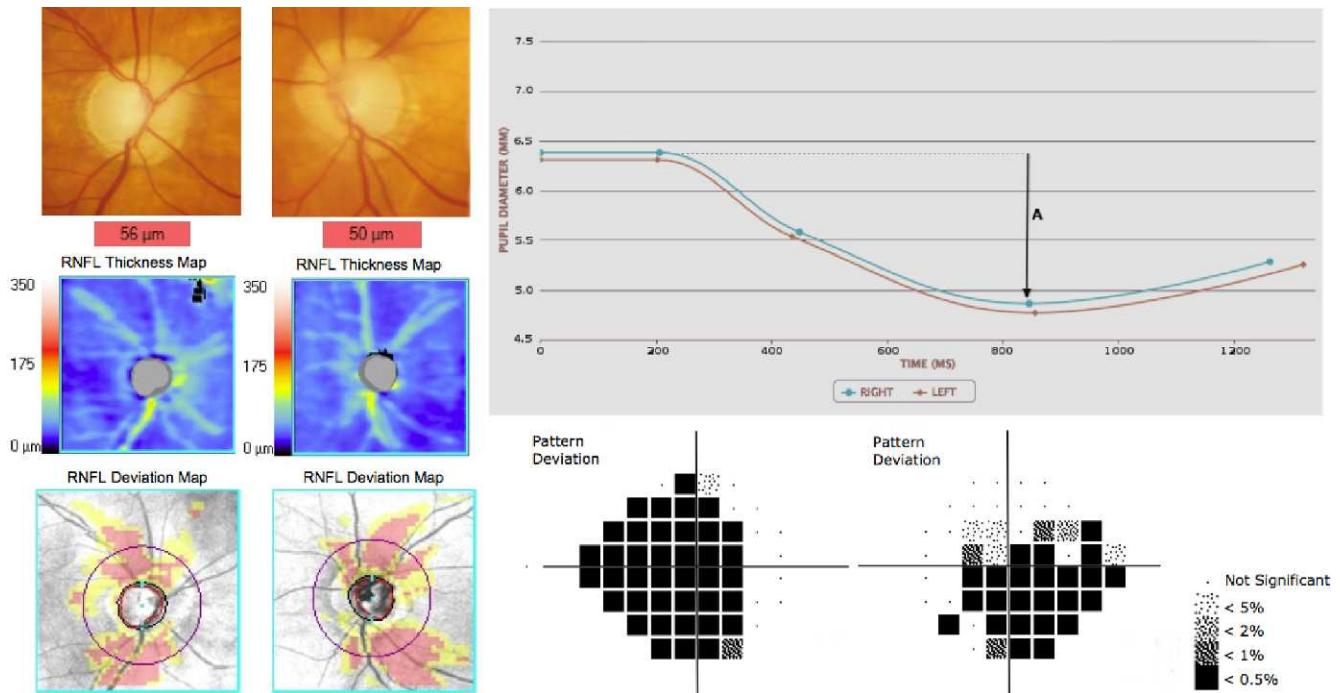 56 µm
50 µm
RNFL Thickness Map
RNFL Thickness Map
350
175
0 µm
350
175
0 µm
RNFL Deviation Map
RNFL Deviation Map
PUPIL DIAMETER (MM)
7.5
7.0
6.5
6.0
5.5
5.0
4.5
A
0
200
400
600
800
1000
1200
TIME (MS)
RIGHT
LEFT
Pattern
Deviation
Pattern
Deviation
Not Significant
< 5%
< 2%
< 1%
< 0.5%